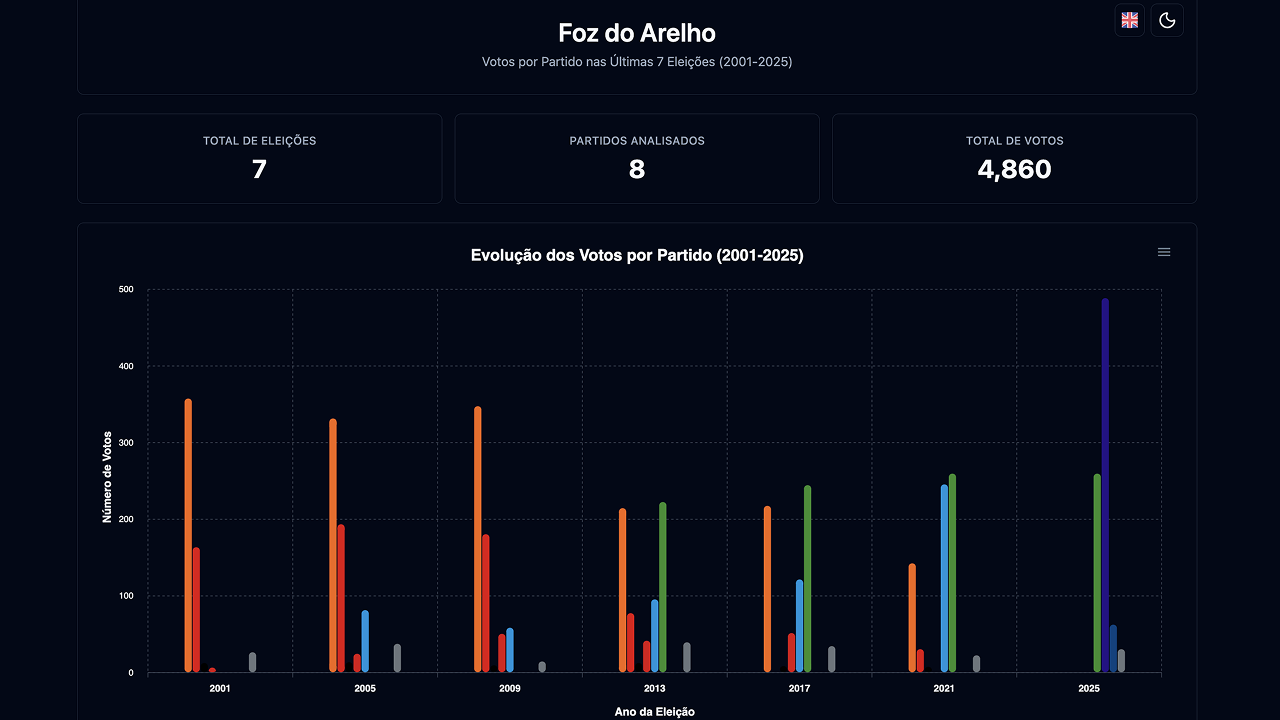 Foz do Arelho
Votos por Partido nas Últimas 7 Eleições (2001-2025)
TOTAL DE ELEIÇÕES
7
PARTIDOS ANALISADOS
8
TOTAL DE VOTOS
4,860
Evolução dos Votos por Partido (2001-2025)
500
400
300
200
100
0
Número de Votos
2001
2005
2009
2013
2017
2021
2025
Ano da Eleição